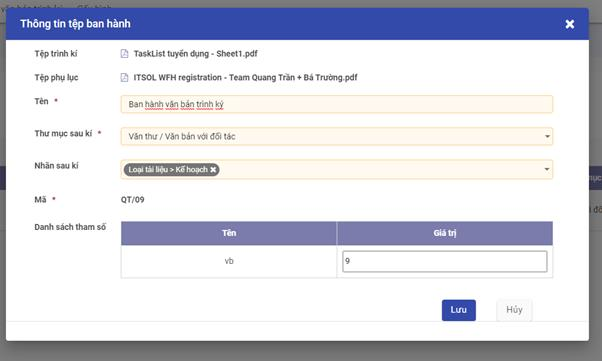 Thông tin tệp ban hành
Tệp trình kí TaskList tuyển dụng - Sheet1.pdf
Tệp phụ lục ITSOL WFH registration - Team Quang Trần + Bá Trường.pdf
Tên * Ban hành văn bản trình ký
Thư mục sau kí * Văn thư / Văn bản với đối tác
Nhãn sau kí Loại tài liệu > Kế hoạch ×
Mã * QT/09
Danh sách tham số
Tên Giá trị
vb 9
Lưu Hủy